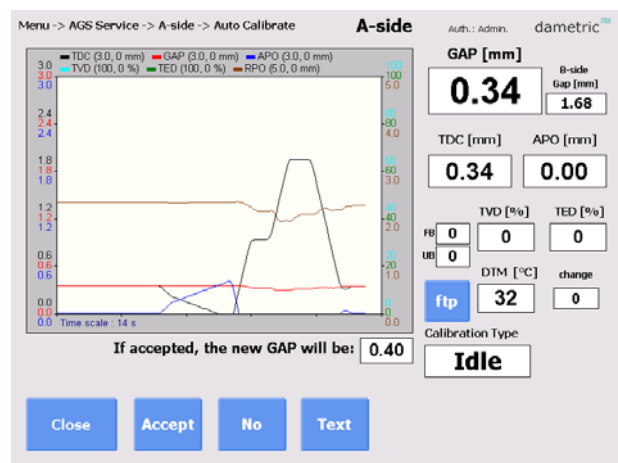 Menu -> AGS Service -> A-side -> Auto Calibrate A-side Auth.: Admin. dametric
TDC (3.0, 0 mm) GAP (3.0, 0 mm) APO (3.0, 0 mm)
TVD (100, 0 %) TED (100, 0 %) RPO (5.0, 0 mm)
3.0 100
3.0 100
3.0 5.0
2.4
2.4 80
2.4 4.0
1.8
1.8
1.8 3.0
1.2
1.2 40
1.2 2.0
0.6
0.6 20
0.6 1.0
0.0 0
0.0 0
0.0 Time scale : 14 s 0.0
If accepted, the new GAP will be: 0.40
Close Accept No Text
GAP [mm]
B-side
Gap [mm]
0.34
1.68
TDC [mm] APO [mm]
0.34 0.00
TVD [%] TED [%]
FB 0
0 0
UB 0
DTM [°C] change
ftp 32 0
Calibration Type
Idle